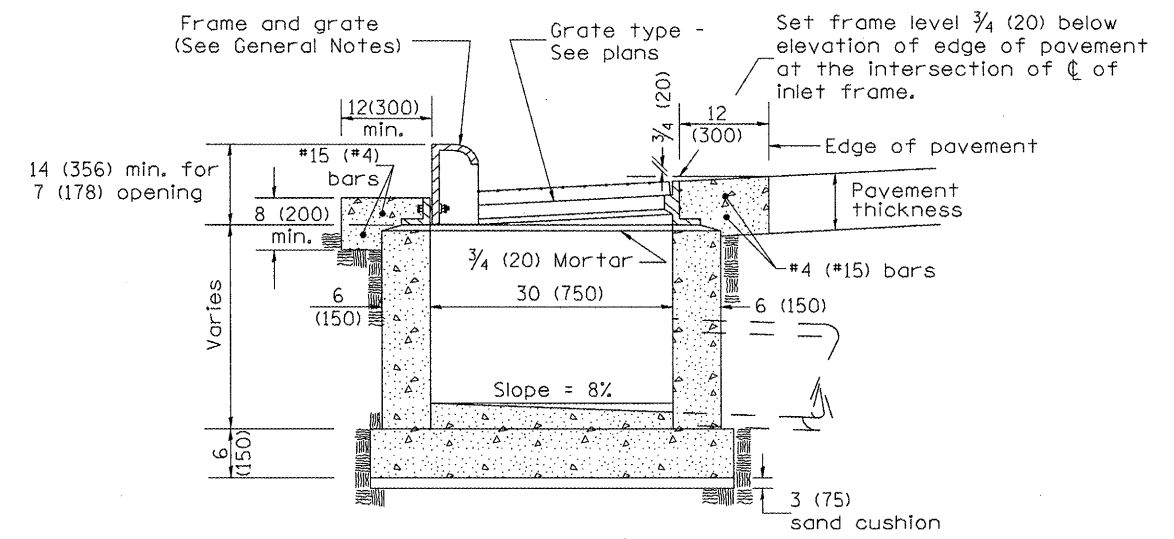 Frame and grate
(See General Notes)
Grate type -
See plans
Set frame level 3/4 (20) below
elevation of edge of pavement
at the intersection of ℄ of
inlet frame.
12(300)
min.
3/4 (20)
12
(300)
Edge of pavement
14 (356) min. for
7 (178) opening
#15 (#4)
bars
8 (200)
min.
Pavement
thickness
3/4 (20) Mortar
#4 (#15) bars
6
(150)
30 (750)
6 (150)
Varies
Slope = 8%
6
(150)
3 (75)
sand cushion